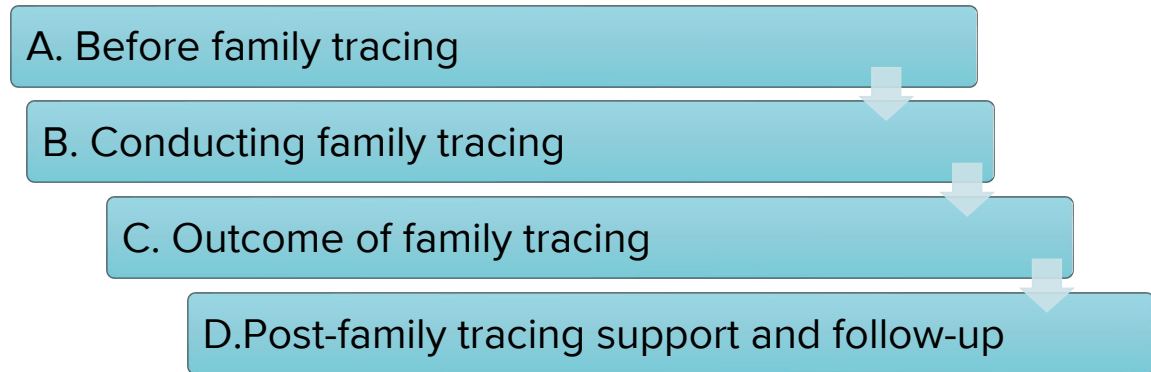 A. Before family tracing
B. Conducting family tracing
C. Outcome of family tracing
D.Post-family tracing support and follow-up